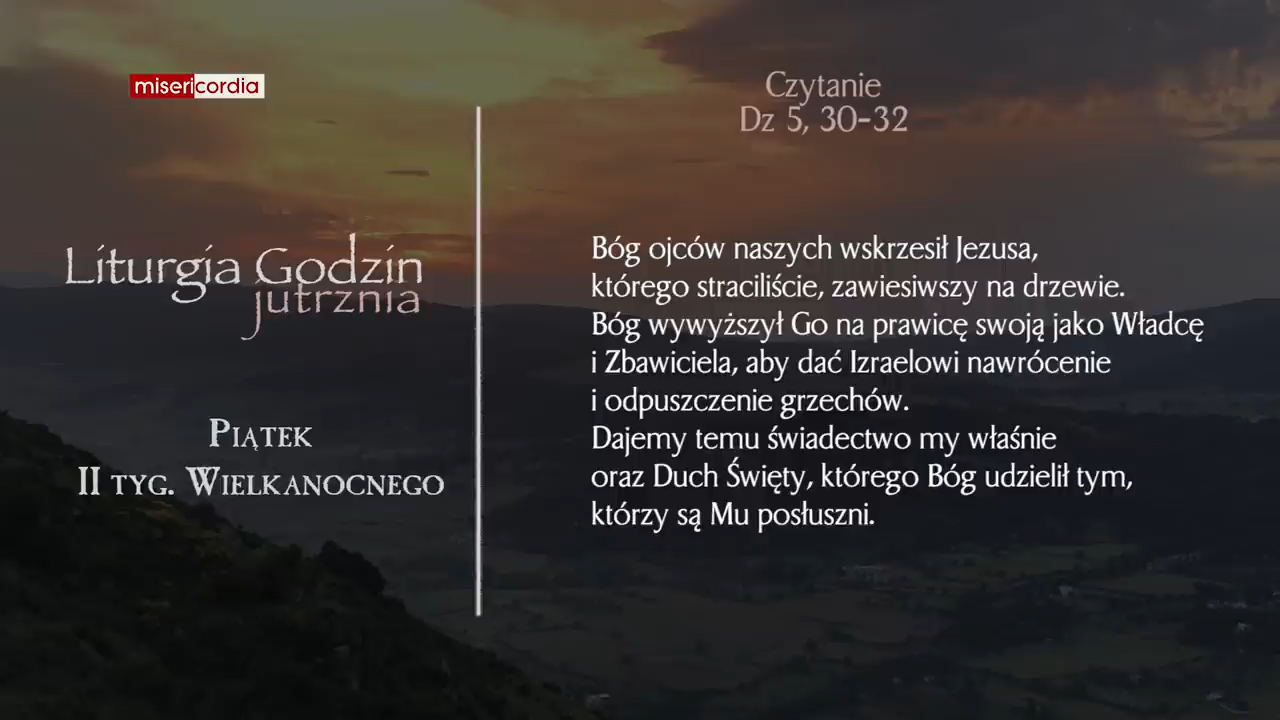 misericordia
Liturgia Godzin
jutrznia
Piątek
II tyg. Wielkanocnego
Czytanie
Dz 5, 30-32
Bóg ojców naszych wskrzesił Jezusa,
którego straciliście, zawiesiwszy na drzewie.
Bóg wywyższył Go na prawicę swoją jako Władcę
i Zbawiciela, aby dać Izraelowi nawrócenie
i odpuszczenie grzechów.
Dajemy temu świadectwo my właśnie
oraz Duch Święty, którego Bóg udzielił tym,
którzy są Mu posłuszni.